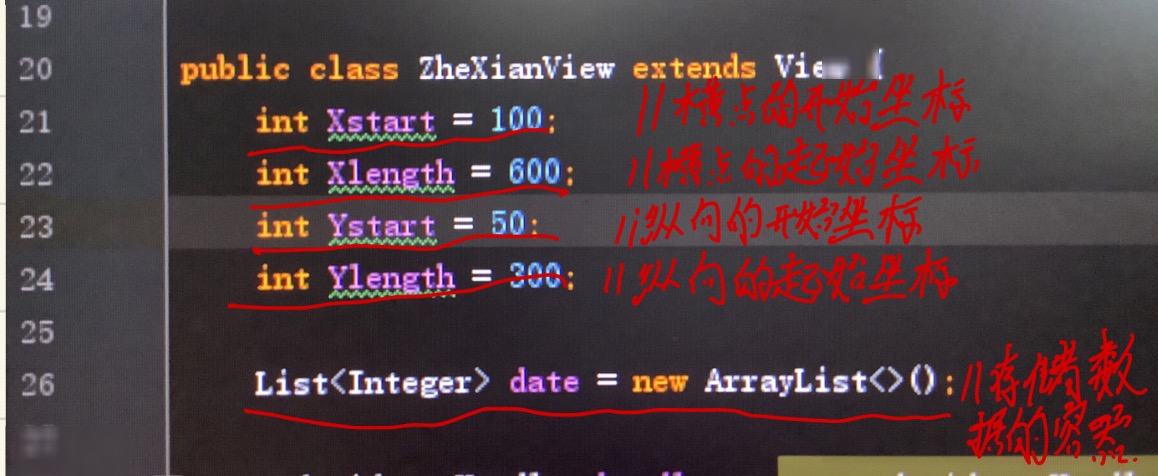 19
20 public class ZheXianView extends View {
21 int Xstart = 100; //横点的开始坐标
22 int Xlength = 600; //横点的起始坐标
23 int Ystart = 50; //纵向的开始坐标
24 int Ylength = 300; //纵向的起始坐标
25
26 List<Integer> date = new ArrayList<>(); //存储着数
据的容器.